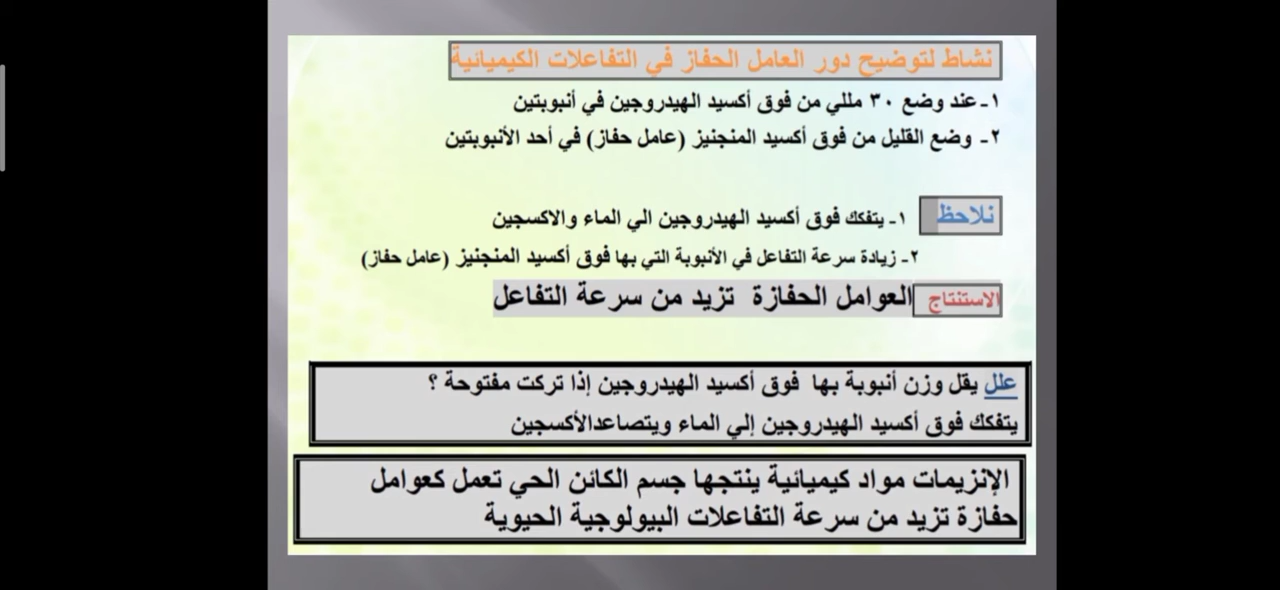 نشاط لتوضيح دور العامل الحفاز في التفاعلات الكيميائية
١- عند وضع ٣٠ مللي من فوق أكسيد الهيدروجين في أنبوبتين
٢- وضع القليل من فوق أكسيد المنجنيز (عامل حفاز) في أحد الأنبوبتين
نلاحظ ١- يتفكك فوق أكسيد الهيدروجين الي الماء والاكسجين
٢- زيادة سرعة التفاعل في الأنبوبة التي بها فوق أكسيد المنجنيز (عامل حفاز)
الاستنتاج العوامل الحفازة تزيد من سرعة التفاعل
علل يقل وزن أنبوبة بها فوق أكسيد الهيدروجين إذا تركت مفتوحة ؟
يتفكك فوق أكسيد الهيدروجين إلي الماء ويتصاعدالأكسجين
الإنزيمات مواد كيميائية ينتجها جسم الكائن الحي تعمل كعوامل
حفازة تزيد من سرعة التفاعلات البيولوجية الحيوية